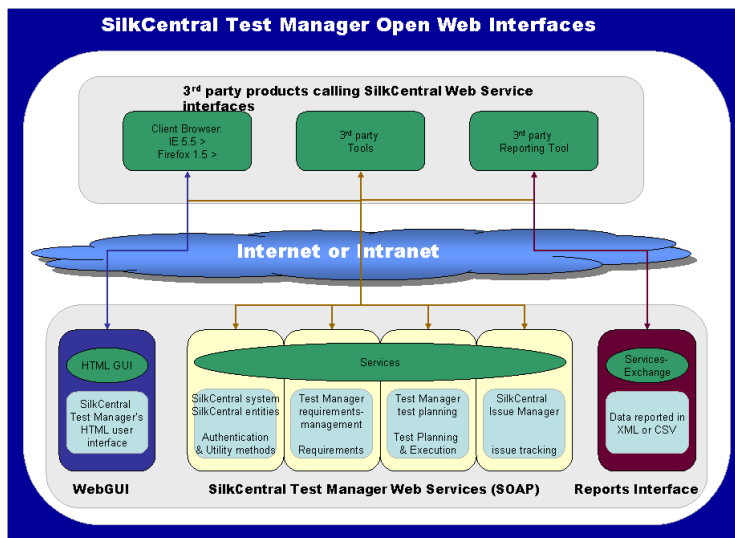 SilkCentral Test Manager Open Web Interfaces
3rd party products calling SilkCentral Web Service
interfaces
Client Browser:
IE 5.5 >
Firefox 1.5 >
3rd party
Tools
3rd party
Reporting Tool
Internet or Intranet
HTML GUI
SilkCentral
Test Manager's
HTML user
interface
Services
SilkCentral system
SilkCentral entities
Authentication
& Utility methods
Test Manager
requirements-
management
Requirements
Test Manager
test planning
Test Planning
& Execution
SilkCentral
Issue Manager
issue tracking
Services-
Exchange
Data reported in
XML or CSV
WebGUI
SilkCentral Test Manager Web Services (SOAP)
Reports Interface